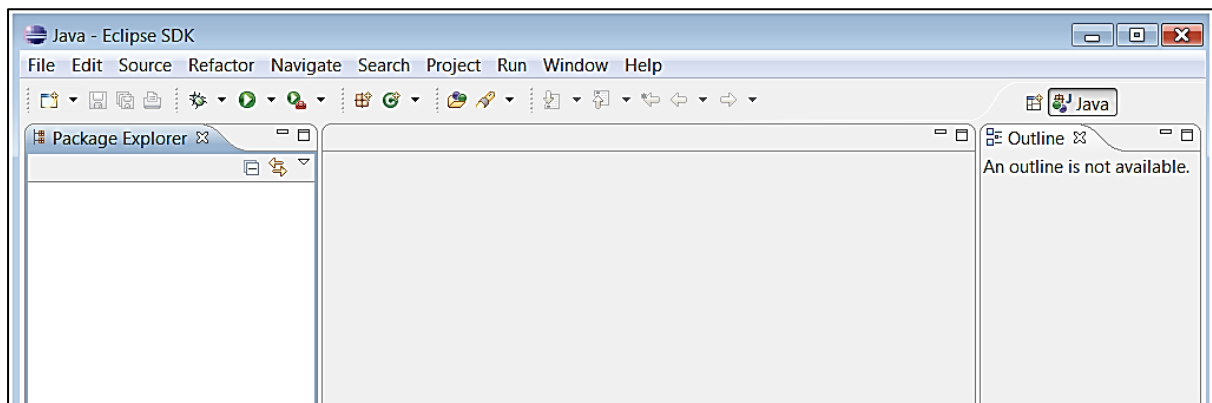 Java - Eclipse SDK
File Edit Source Refactor Navigate Search Project Run Window Help
Java
Package Explorer
Outline
An outline is not available.